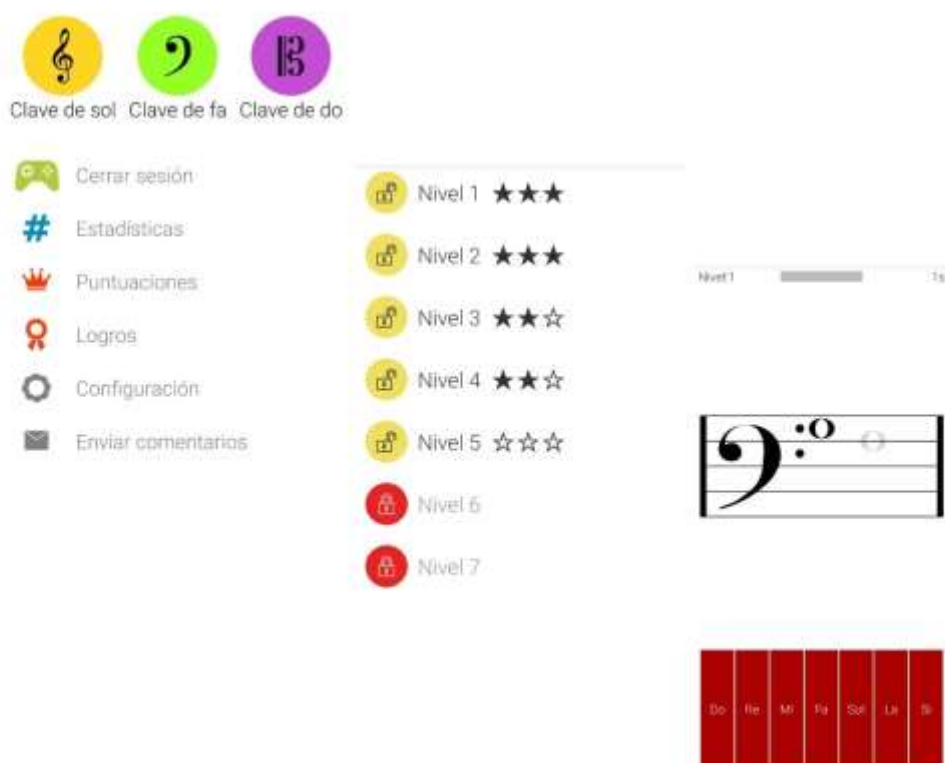 Clave de sol Clave de fa Clave de do
Cerrar sesión
Estadísticas
Puntuaciones
Logros
Configuración
Enviar comentarios
Nivel 1
Nivel 2
Nivel 3
Nivel 4
Nivel 5
Nivel 6
Nivel 7
Nivel 1 1s
Do Re Mi Fa Sol La Si